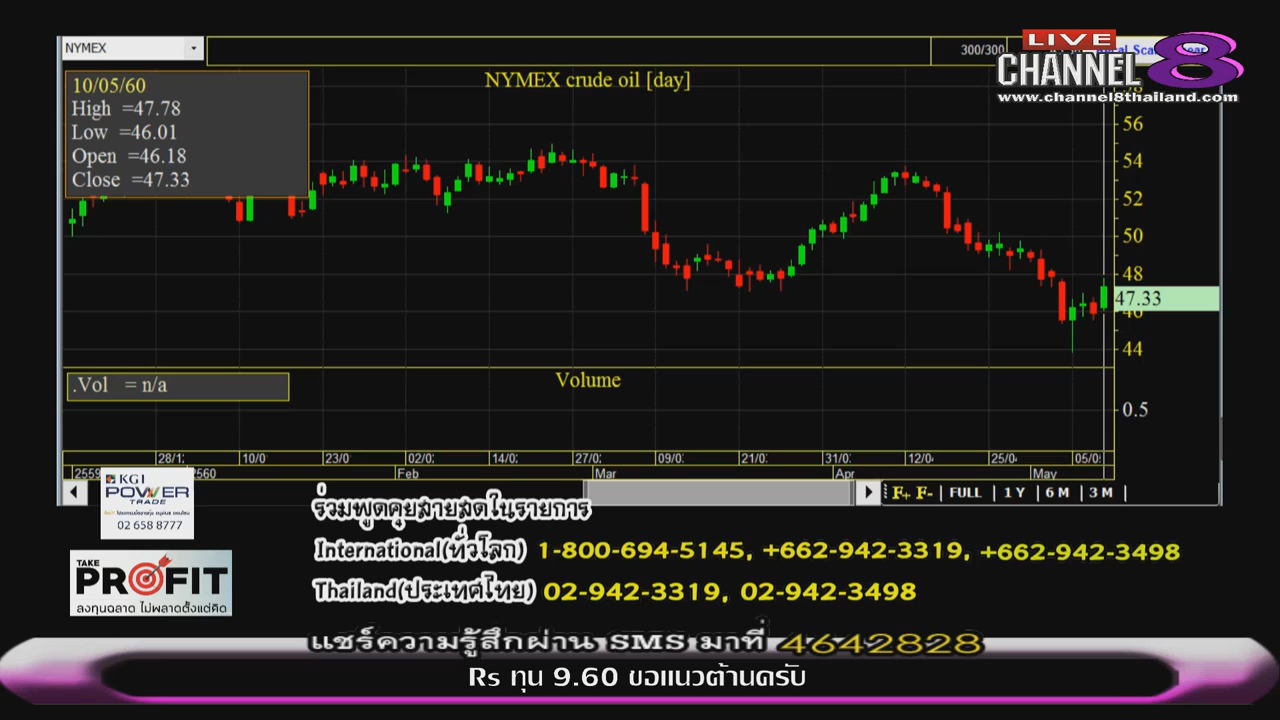 NYMEX
300/300
LIVE
CHANNEL 8
www.channel8thailand.com
10/05/60
High =47.78
Low =46.01
Open =46.18
Close =47.33
NYMEX crude oil [day]
56
54
52
50
48
47.33
46
44
.Vol = n/a
Volume
0.5
28/1
10/0
23/0
02/0
14/0
27/0
09/0
21/0
31/0
12/0
25/0
05/0
2559
2560
Feb
Mar
Apr
May
F+ F- | FULL | 1 Y | 6 M | 3 M |
KGI
POWER
TRADE
02 658 8777
TAKE
PROFIT
ลงทุนฉลาด ไม่พลาดตั้งแต่คิด
ร่วมพูดคุยสายสดในรายการ
International(ทั่วโลก) 1-800-694-5145, +662-942-3319, +662-942-3498
Thailand(ประเทศไทย) 02-942-3319, 02-942-3498
แชร์ความรู้สึกผ่าน SMS มาที่ 4642828
Rs ทุน 9.60 ขอแนวต้านครับ